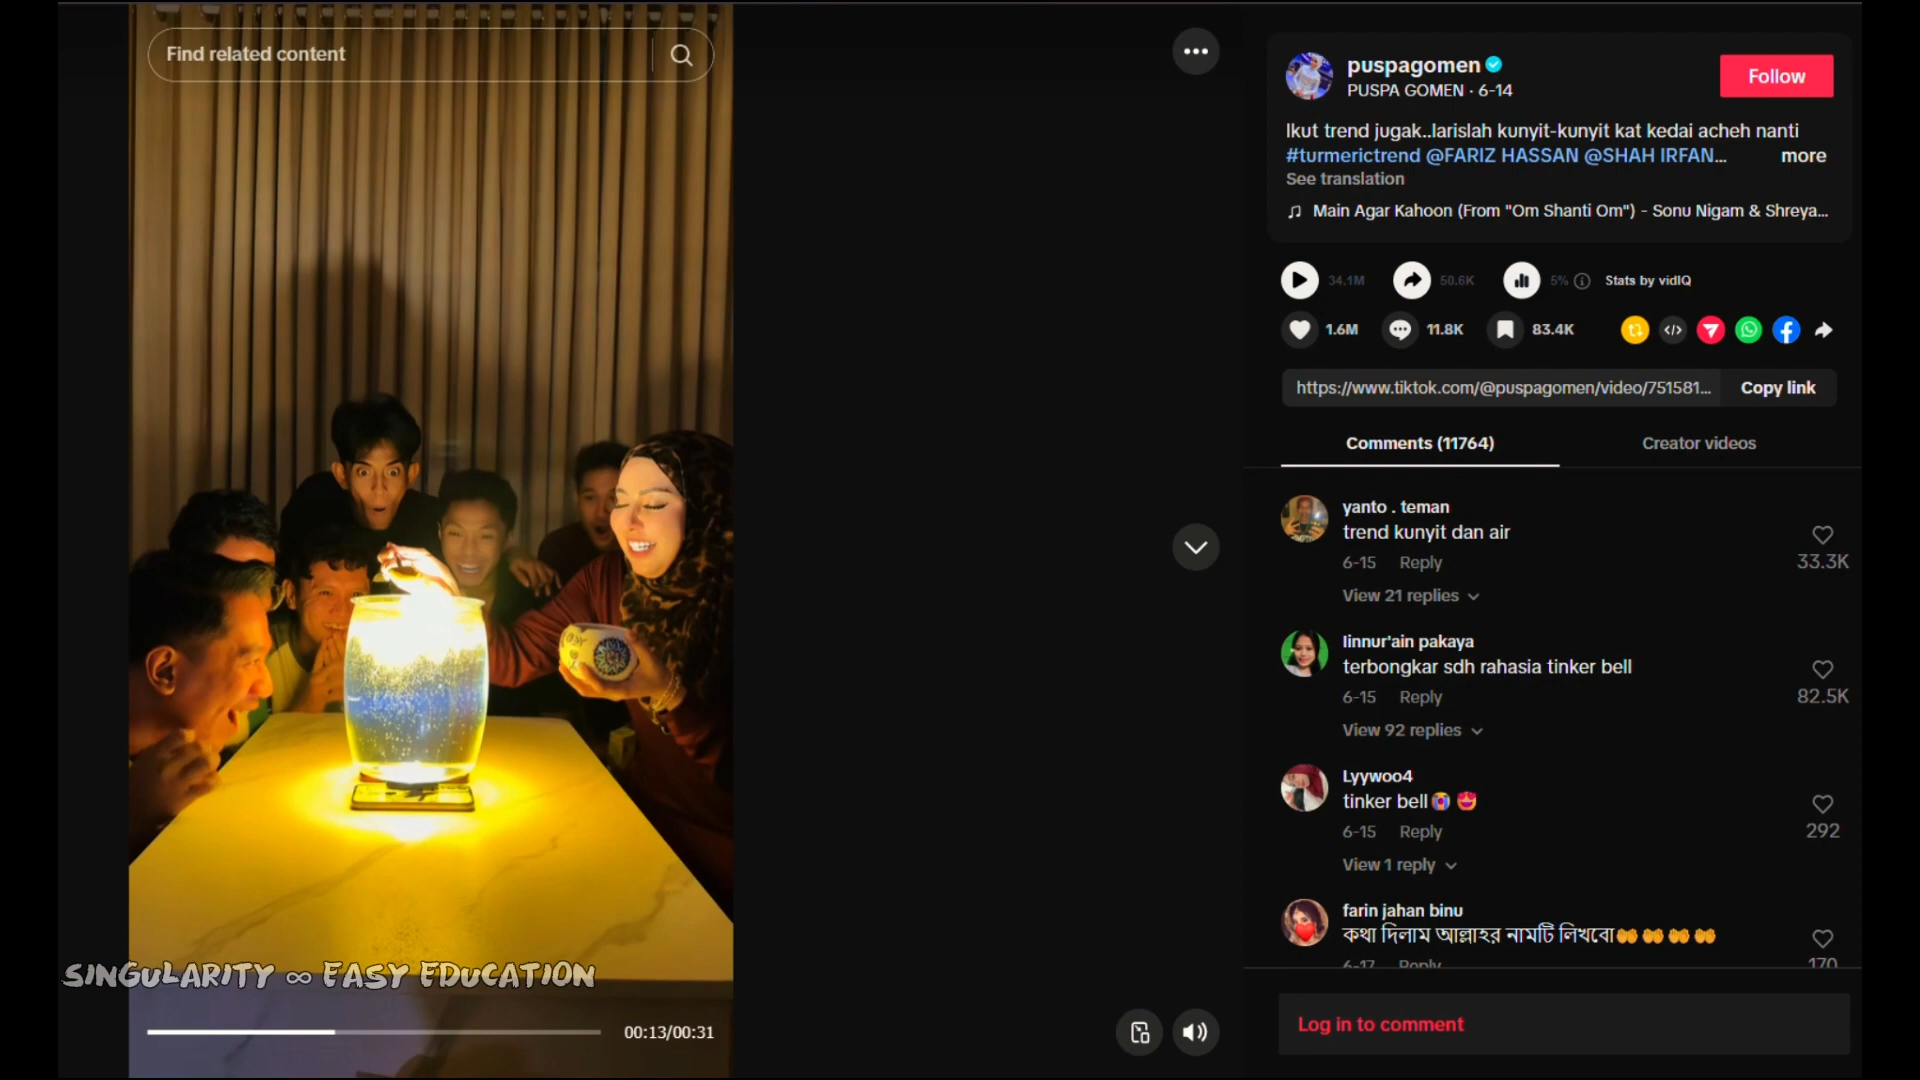 Find related content
puspagomen
PUSPA GOMEN · 6-14
Follow
Ikut trend jugak..larislah kunyit-kunyit kat kedai acheh nanti
#turmerictrend @FARIZ HASSAN @SHAH IRFAN... more
See translation
Main Agar Kahoon (From "Om Shanti Om") - Sonu Nigam & Shreya...
34.1M 50.6K 5% Stats by vidIQ
1.6M 11.8K 83.4K
https://www.tiktok.com/@puspagomen/video/751581... Copy link
Comments (11764) Creator videos
yanto . teman
trend kunyit dan air
6-15 Reply
33.3K
View 21 replies
Iinnur'ain pakaya
terbongkar sdh rahasia tinker bell
6-15 Reply
82.5K
View 92 replies
Lyywoo4
tinker bell😭 😍
6-15 Reply
292
View 1 reply
farin jahan binu
কথা দিলাম আল্লাহর নামটি লিখবো🤲🤲🤲🤲
6-17 Reply
170
Log in to comment
SINGULARITY ∞ EASY EDUCATION
00:13/00:31